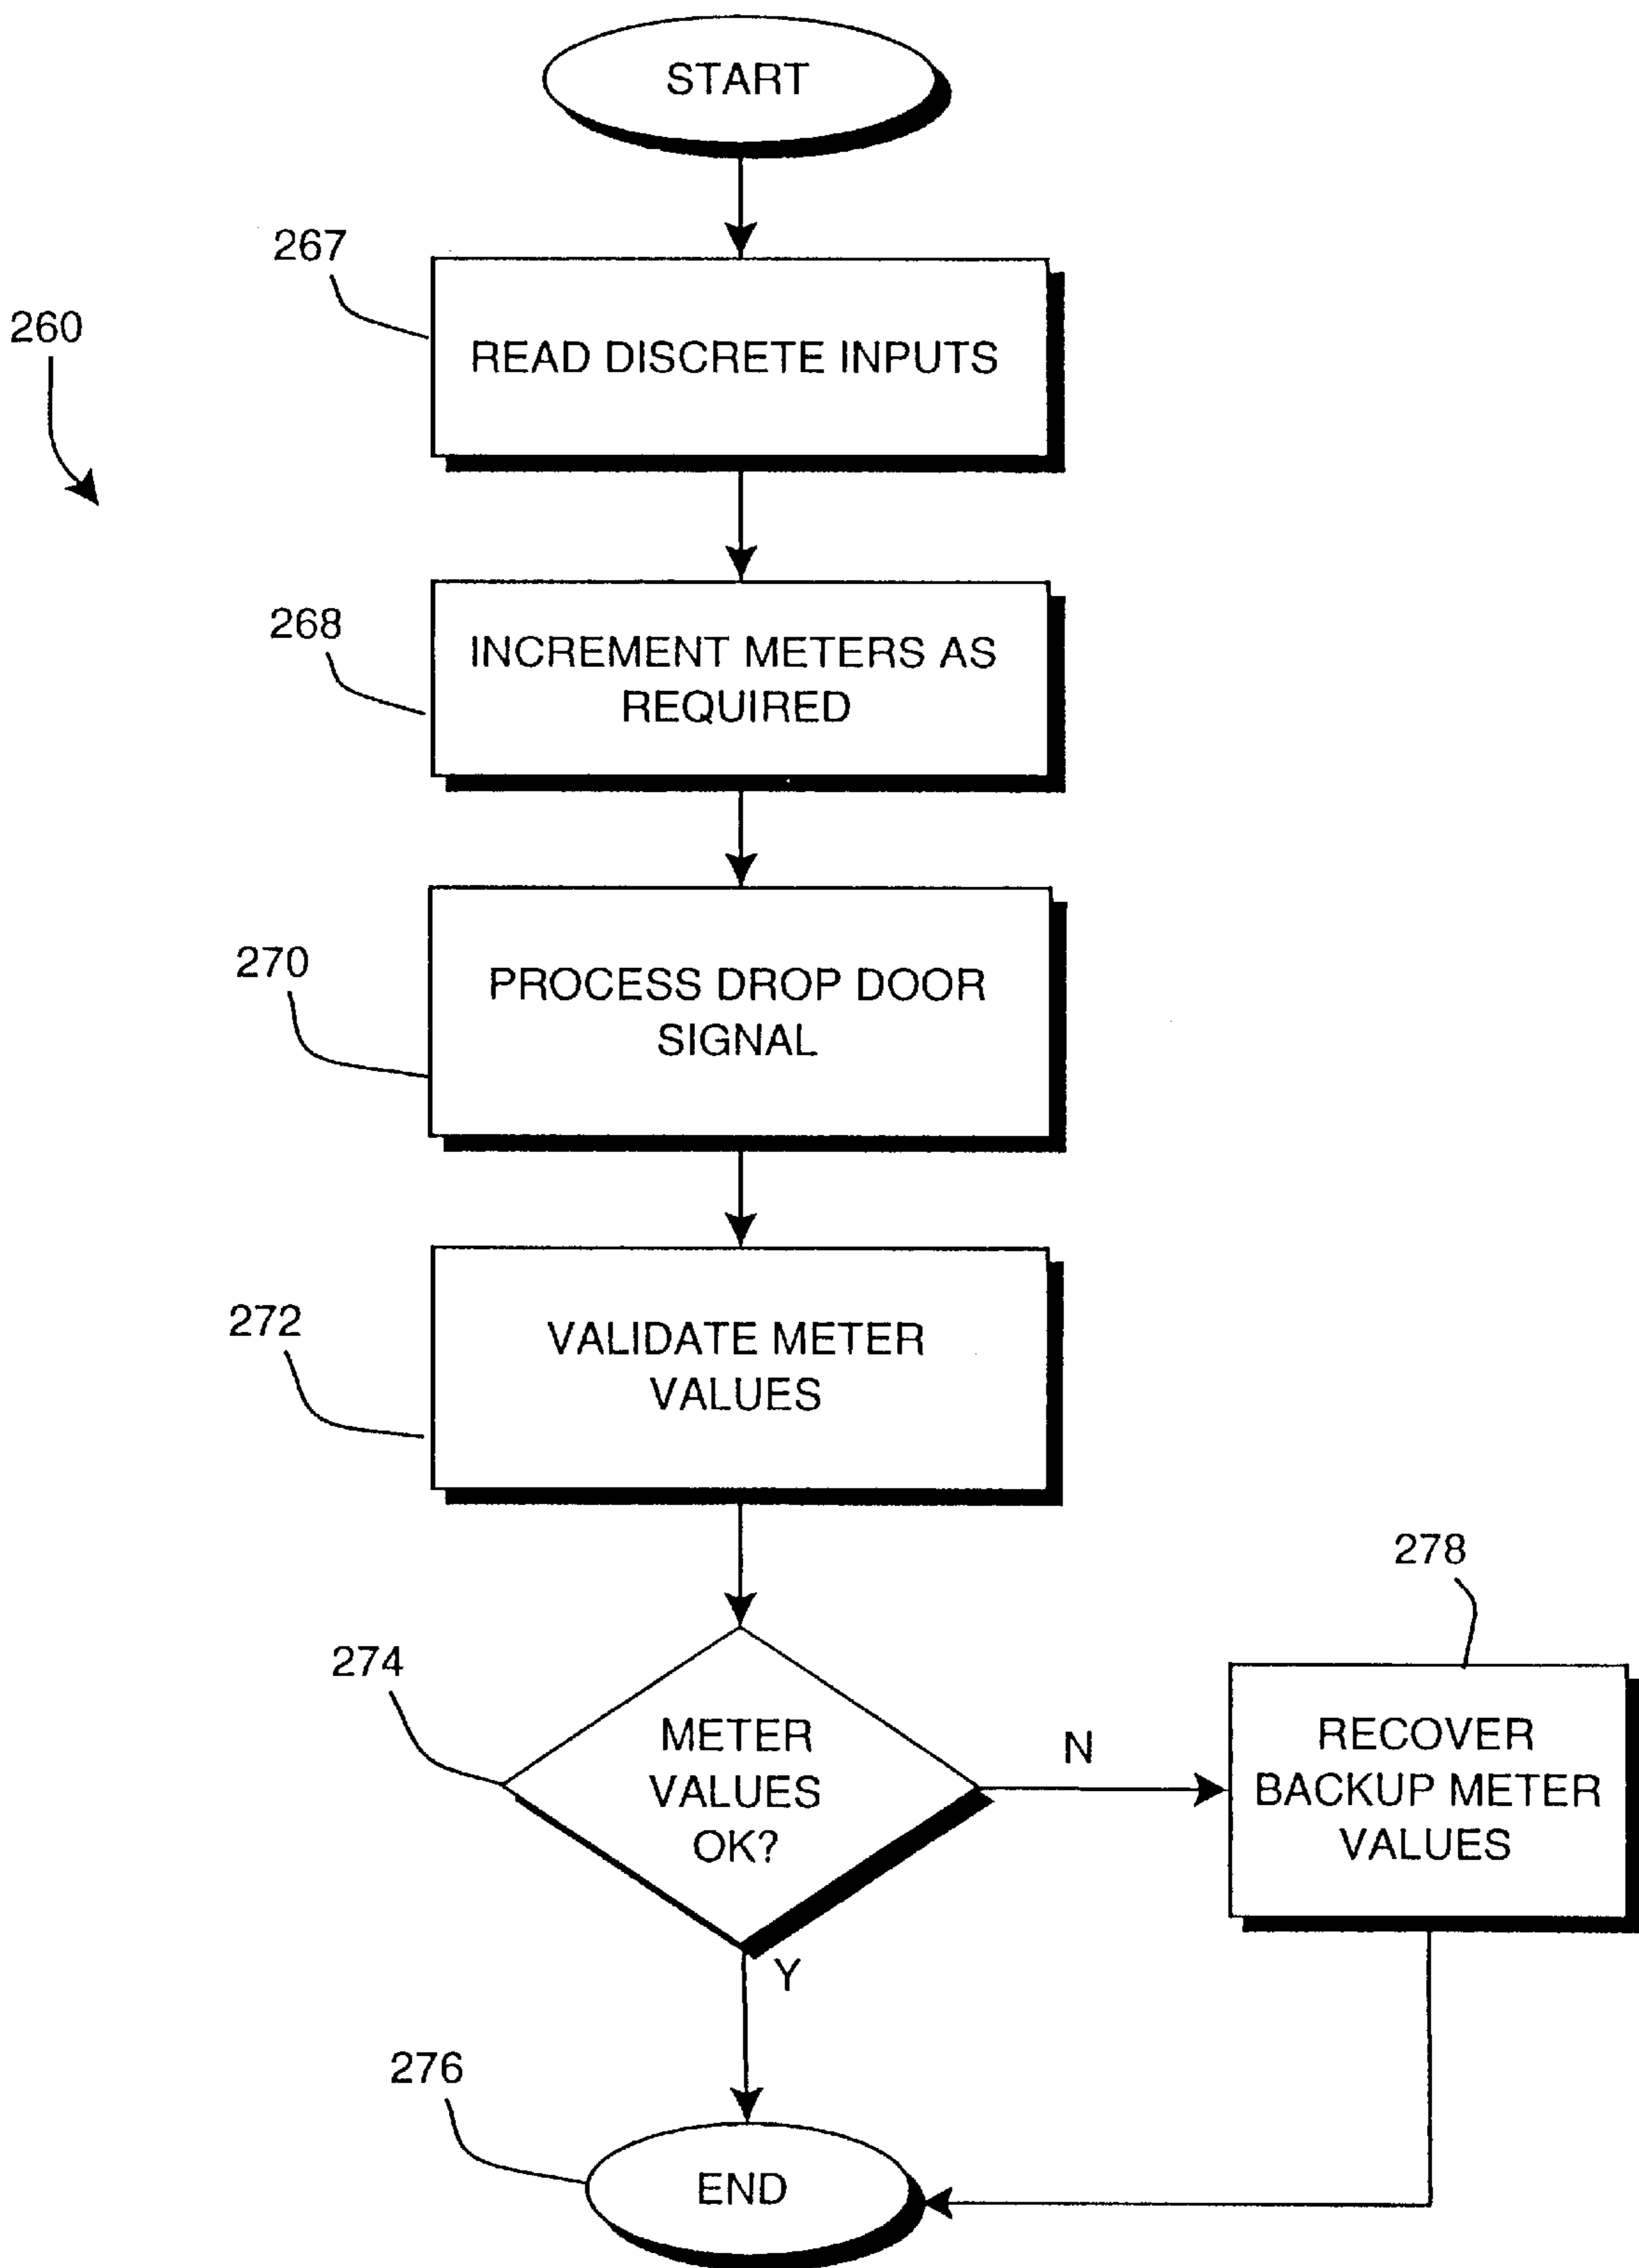 START
267
260
READ DISCRETE INPUTS
268
INCREMENT METERS AS
REQUIRED
270
PROCESS DROP DOOR
SIGNAL
272
VALIDATE METER
VALUES
278
274
METER
VALUES
OK?
N
RECOVER
BACKUP METER
VALUES
Y
276
END